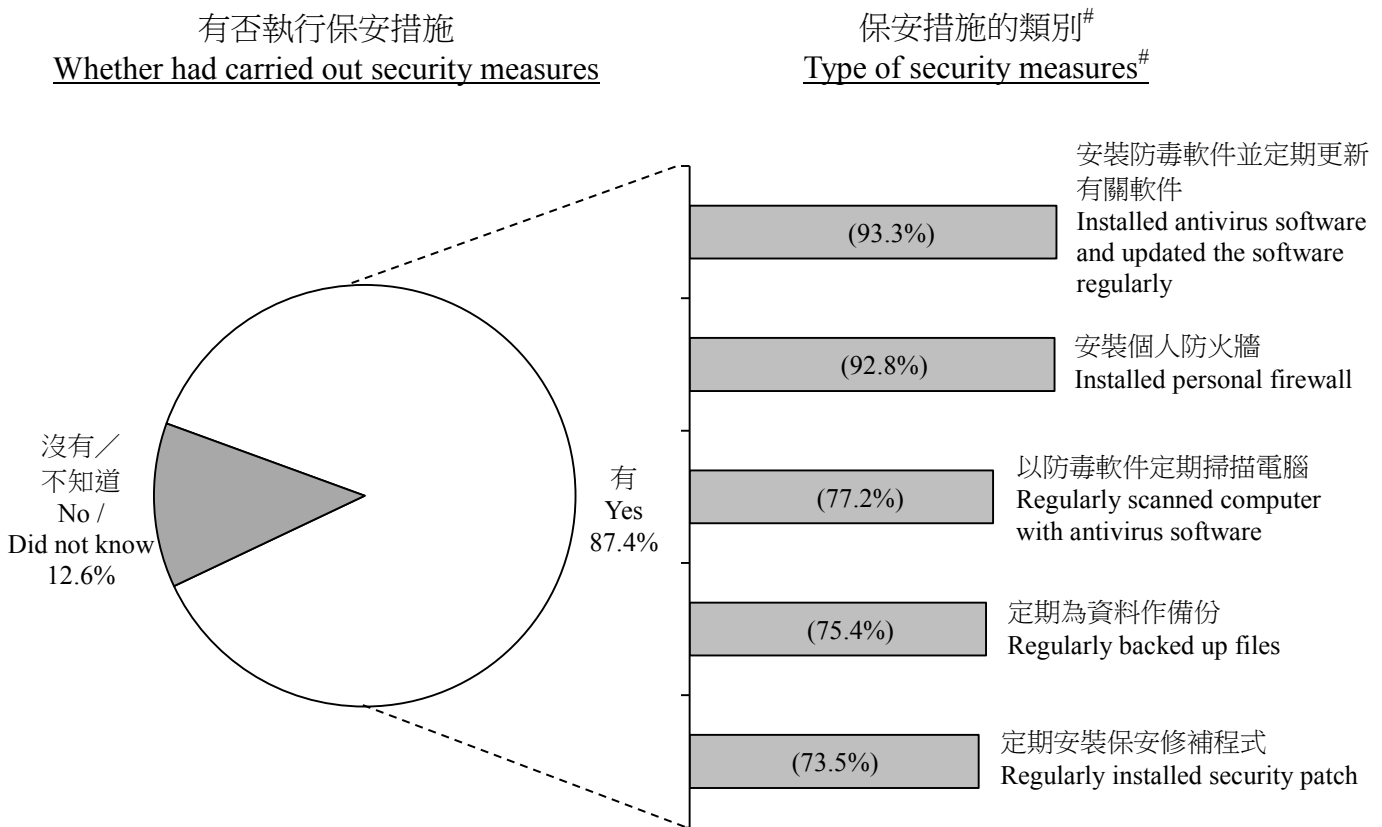 有否執行保安措施
Whether had carried out security measures
保安措施的類別#
Type of security measures#
沒有／
不知道
No /
Did not know
12.6%
有
Yes
87.4%
(93.3%)
安裝防毒軟件並定期更新
有關軟件
Installed antivirus software
and updated the software
regularly
(92.8%)
安裝個人防火牆
Installed personal firewall
(77.2%)
以防毒軟件定期掃描電腦
Regularly scanned computer
with antivirus software
(75.4%)
定期為資料作備份
Regularly backed up files
(73.5%)
定期安裝保安修補程式
Regularly installed security patch